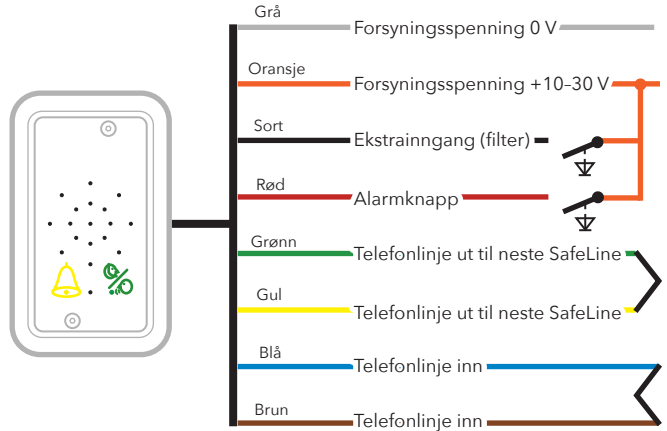 Grå
Forsyningsspenning 0 V
Oransje
Forsyningsspenning +10–30 V
Sort
Ekstrainngang (filter)
Rød
Alarmknapp
Grønn
Telefonlinje ut til neste SafeLine
Gul
Telefonlinje ut til neste SafeLine
Blå
Telefonlinje inn
Brun
Telefonlinje inn